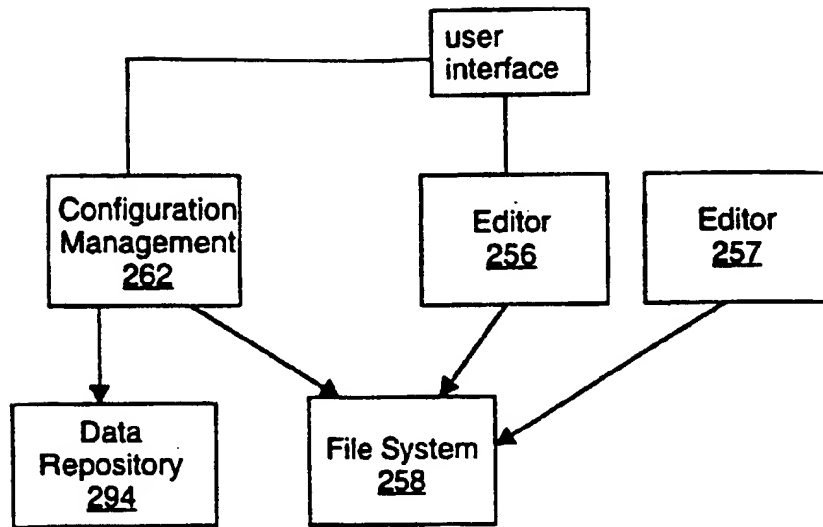 user
interface
Configuration
Management
262
Editor
256
Editor
257
Data
Repository
294
File System
258